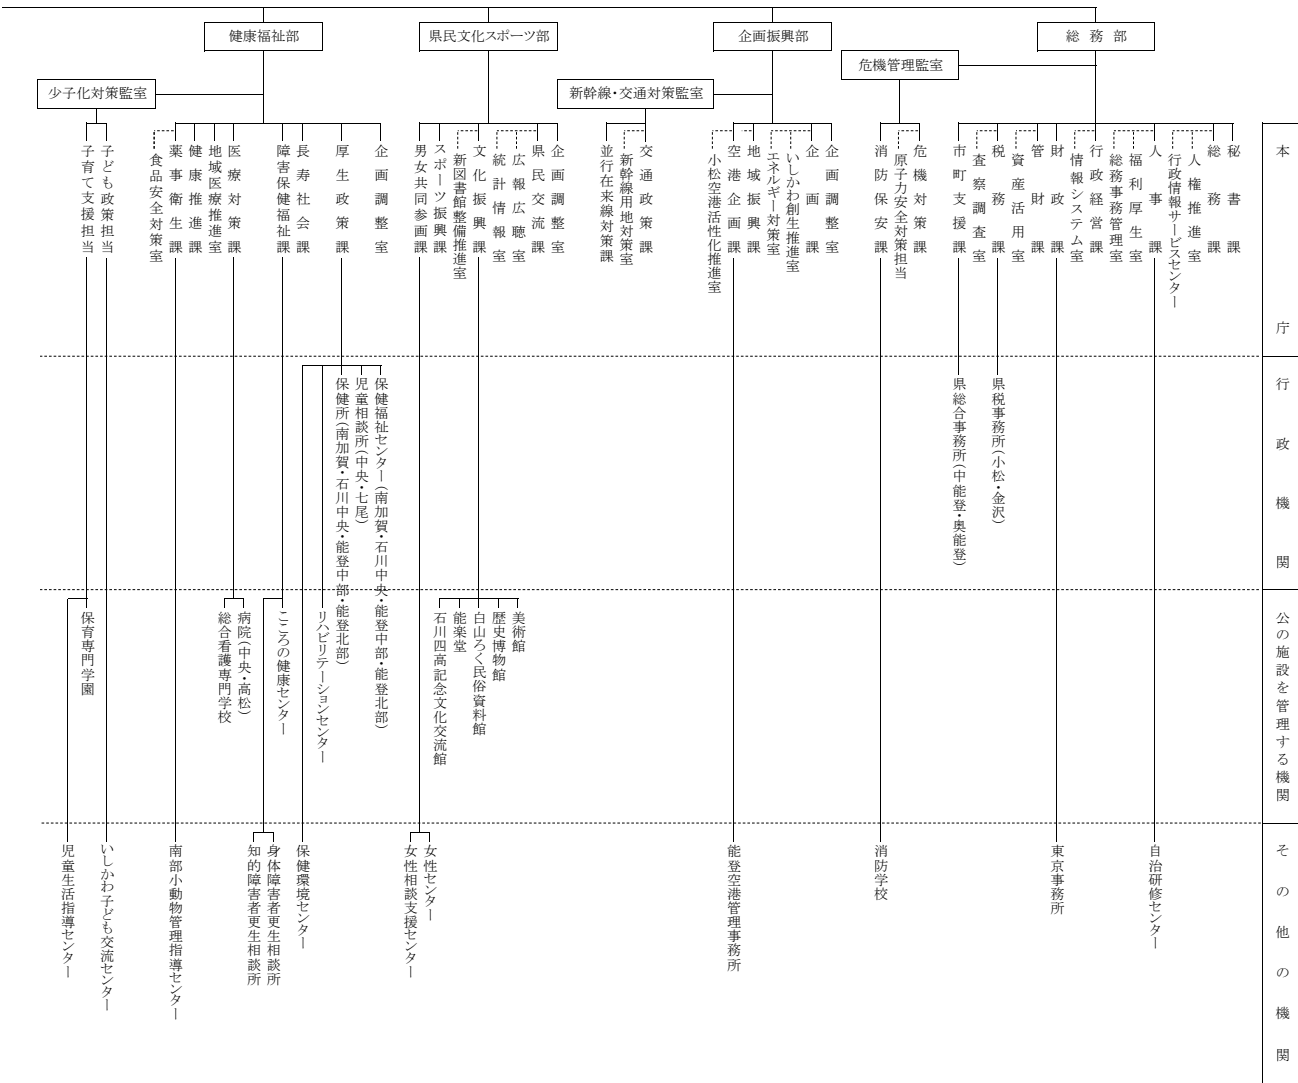 総務部
企画振興部
県民文化スポーツ部
健康福祉部
危機管理監室
新幹線・交通対策監室
少子化対策監室
本庁
秘書課
総務課
人権推進室
行政情報サービスセンター
人事課
福利厚生室
総務事務管理室
行政経営課
情報システム室
財政課
管財課
資産活用室
税務課
査察調査室
市町支援課
危機対策課
原子力安全対策担当
消防保安課
企画調整室
企画課
いしかわ創生推進室
エネルギー対策室
地域振興課
空港企画課
小松空港活性化推進室
交通政策課
新幹線用地対策室
並行在来線対策課
企画調整室
県民交流課
広報広聴室
統計情報室
文化振興課
新図書館整備推進室
スポーツ振興課
男女共同参画課
企画調整室
厚生政策課
長寿社会課
障害保健福祉課
医療対策課
地域医療推進室
健康推進課
薬事衛生課
食品安全対策室
子ども政策担当
子育て支援担当
行政機関
県税事務所(小松・金沢)
県総合事務所(中能登・奥能登)
保健福祉センター(南加賀・石川中央・能登中部・能登北部)
児童相談所(中央・七尾)
保健所(南加賀・石川中央・能登中部・能登北部)
公の施設を管理する機関
美術館
歴史博物館
白山ろく民俗資料館
能楽堂
石川四高記念文化交流館
リハビリテーションセンター
こころの健康センター
病院(中央・高松)
総合看護専門学校
保育専門学園
その他の機関
自治研修センター
東京事務所
消防学校
能登空港管理事務所
女性センター
女性相談支援センター
保健環境センター
身体障害者更生相談所
知的障害者更生相談所
南部小動物管理指導センター
いしかわ子ども交流センター
児童生活指導センター